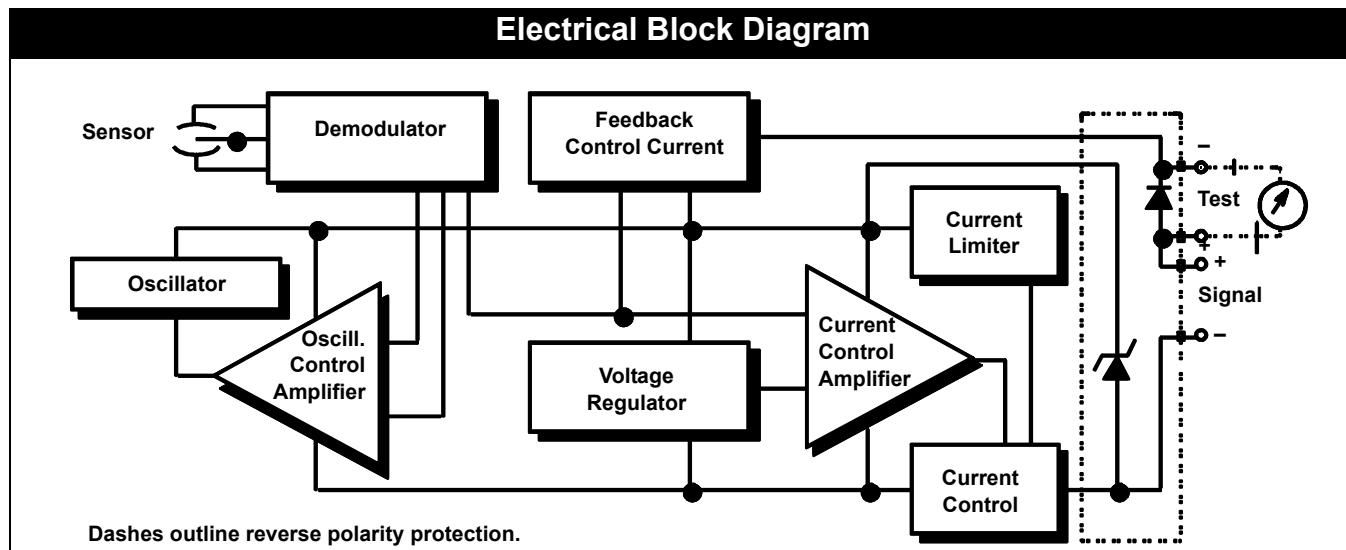 Electrical Block Diagram
Sensor
Demodulator
Feedback
Control Current
−
Test
+
+
Signal
−
Current
Limiter
Oscillator
Oscill.
Control
Amplifier
Voltage
Regulator
Current
Control
Amplifier
Current
Control
Dashes outline reverse polarity protection.